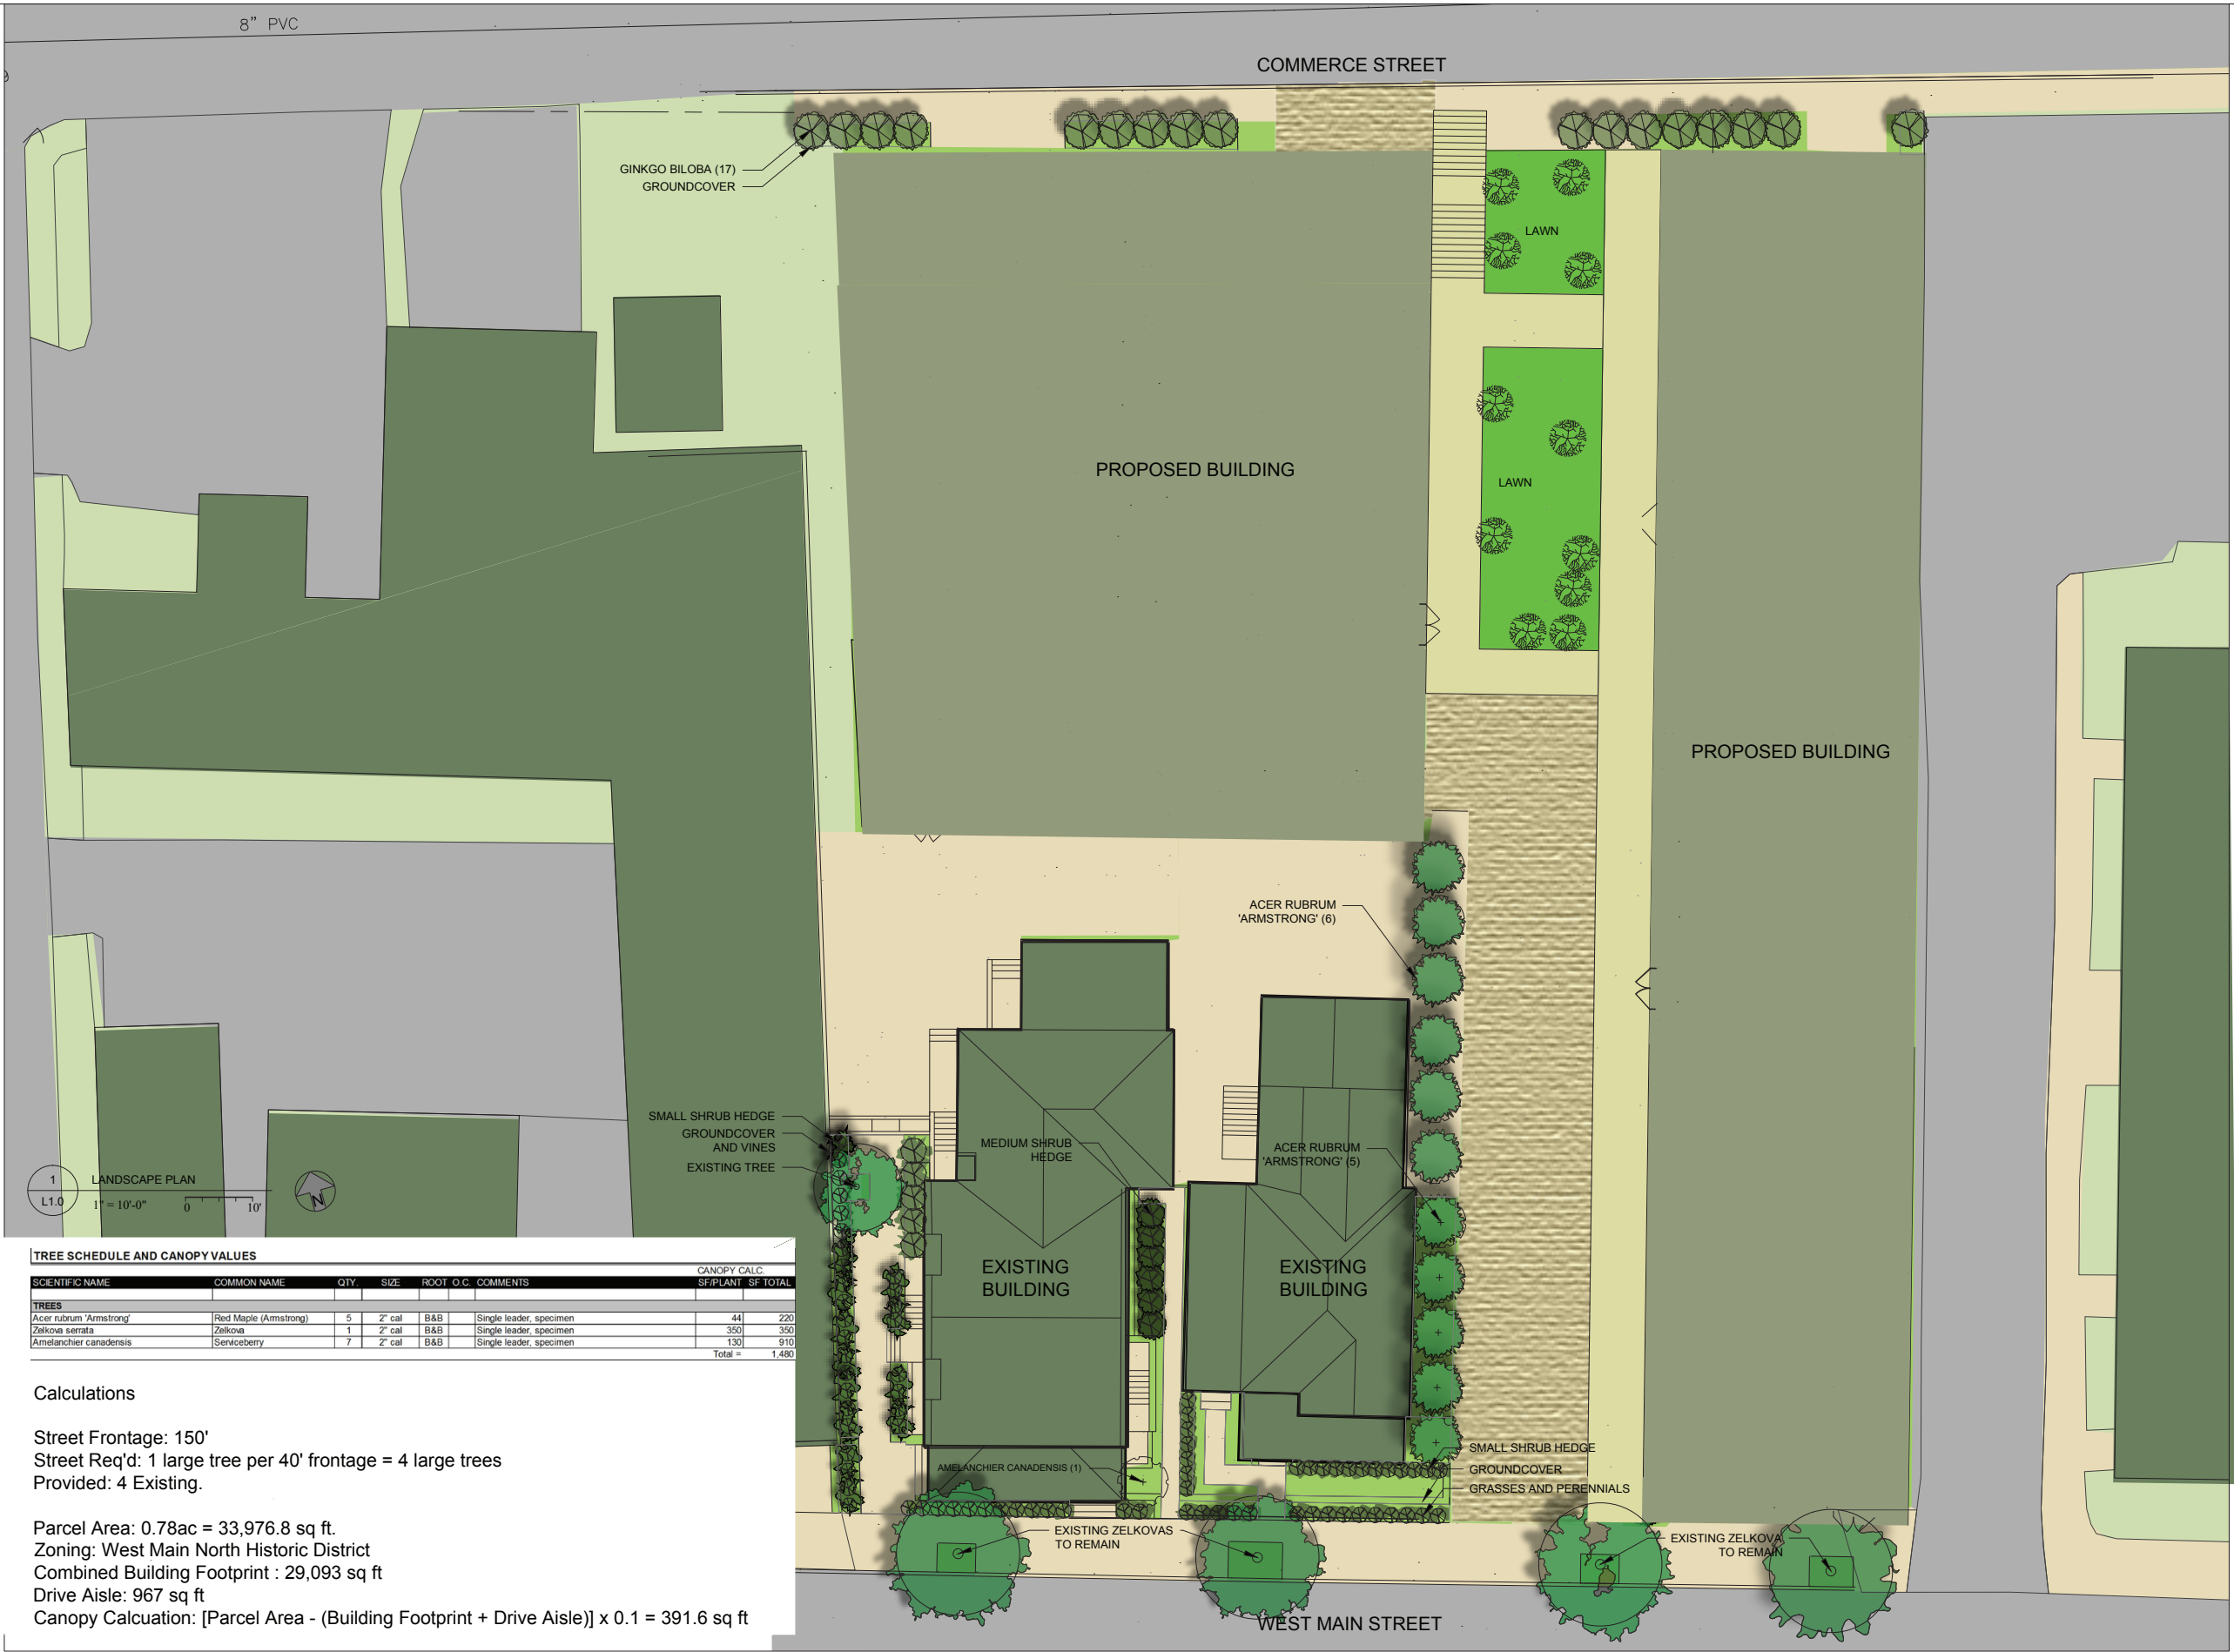 8" PVC
COMMERCE STREET
GINKGO BILOBA (17)
GROUNDCOVER
LAWN
PROPOSED BUILDING
LAWN
PROPOSED BUILDING
ACER RUBRUM
'ARMSTRONG' (6)
SMALL SHRUB HEDGE
GROUNDCOVER
AND VINES
EXISTING TREE
MEDIUM SHRUB
HEDGE
ACER RUBRUM
'ARMSTRONG' (5)
1
L1.0
LANDSCAPE PLAN
1" = 10'-0"
0 10'
N
EXISTING
BUILDING
EXISTING
BUILDING
AMELANCHIER CANADENSIS (1)
SMALL SHRUB HEDGE
GROUNDCOVER
GRASSES AND PERENNIALS
EXISTING ZELKOVAS
TO REMAIN
EXISTING ZELKOVA
TO REMAIN
WEST MAIN STREET
TREE SCHEDULE AND CANOPY VALUES
CANOPY CALC.
SCIENTIFIC NAME COMMON NAME QTY. SIZE ROOT O.C. COMMENTS SF/PLANT SF TOTAL
TREES
Acer rubrum 'Armstrong' Red Maple (Armstrong) 5 2" cal B&B Single leader, specimen 44 220
Zelkova serrata Zelkova 1 2" cal B&B Single leader, specimen 350 350
Amelanchier canadensis Serviceberry 7 2" cal B&B Single leader, specimen 130 910
Total = 1,480
Calculations
Street Frontage: 150'
Street Req'd: 1 large tree per 40' frontage = 4 large trees
Provided: 4 Existing.
Parcel Area: 0.78ac = 33,976.8 sq ft.
Zoning: West Main North Historic District
Combined Building Footprint : 29,093 sq ft
Drive Aisle: 967 sq ft
Canopy Calcuation: [Parcel Area - (Building Footprint + Drive Aisle)] x 0.1 = 391.6 sq ft